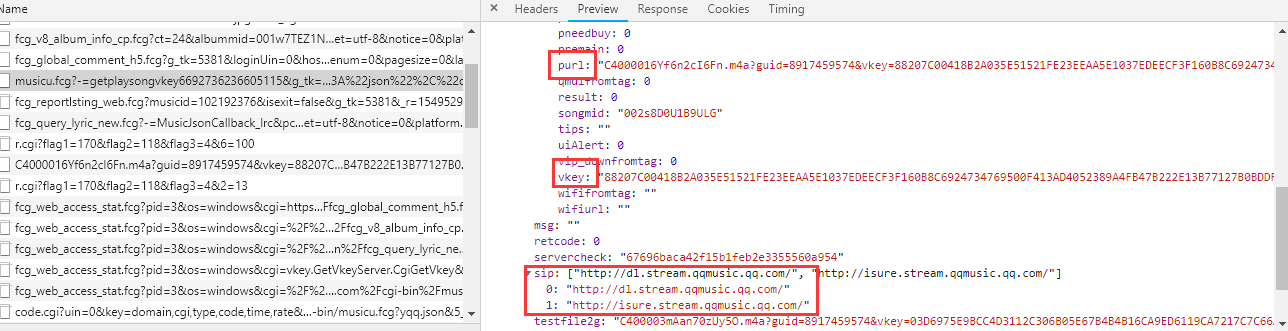 Name
fcg_v8_album_info_cp.fcg?ct=24&albummid=001w7TEZ1N...et=utf-8&notice=0&plat
fcg_global_comment_h5.fcg?g_tk=5381&loginUin=0&hos...enum=0&pagesize=0&la
musicu.fcg?-=getplaysongvkey6692736236605115&g_tk=...3A%22json%22%2C%22c
fcg_reportlsting_web.fcg?musicid=102192376&isexit=false&g_tk=5381&_r=1549529
fcg_query_lyric_new.fcg?-=MusicJsonCallback_lrc&pc...et=utf-8&notice=0&platform.
r.cgi?flag1=170&flag2=118&flag3=4&6=100
C4000016Yf6n2cI6Fn.m4a?guid=8917459574&vkey=88207C...B47B222E13B77127B0.
r.cgi?flag1=170&flag2=118&flag3=4&2=13
fcg_web_access_stat.fcg?pid=3&os=windows&cgi=https...Ffcg_global_comment_h5.f
fcg_web_access_stat.fcg?pid=3&os=windows&cgi=%2F%2...2Ffcg_v8_album_info_cp.
fcg_web_access_stat.fcg?pid=3&os=windows&cgi=%2F%2...n%2Ffcg_query_lyric_ne..
fcg_web_access_stat.fcg?pid=3&os=windows&cgi=vkey.GetVkeyServer.CgiGetVkey&
fcg_web_access_stat.fcg?pid=3&os=windows&cgi=%2F%2...com%2Fcgi-bin%2Fmus
code.cgi?uin=0&key=domain,cgi,type,code,time,rate&...-bin/musicu.fcg?yqq.json&5_
× Headers Preview Response Cookies Timing
pneedbuy: 0
premain: 0
purl: "C4000016Yf6n2cI6Fn.m4a?guid=8917459574&vkey=88207C00418B2A035E51521FE23EEAA5E1037EDEECF3F160B8C6924734
qmdlfromtag: 0
result: 0
songmid: "002s8D0U1B9ULG"
tips: ""
uiAlert: 0
vip_downfromtag: 0
vkey: "88207C00418B2A035E51521FE23EEAA5E1037EDEECF3F160B8C6924734769500F413AD4052389A4FB47B222E13B77127B0BDDF
wififromtag: ""
wifiurl: ""
msg: ""
retcode: 0
servercheck: "67696baca42f15b1feb2e3355560a954"
sip: ["http://dl.stream.qqmusic.qq.com/", "http://isure.stream.qqmusic.qq.com/"]
0: "http://dl.stream.qqmusic.qq.com/"
1: "http://isure.stream.qqmusic.qq.com/"
testfile2g: "C400003mAan70zUy5O.m4a?guid=8917459574&vkey=03D6975E9BCC4D3112C306B05E67B4B4B16CA9ED6119CA7217C7C66